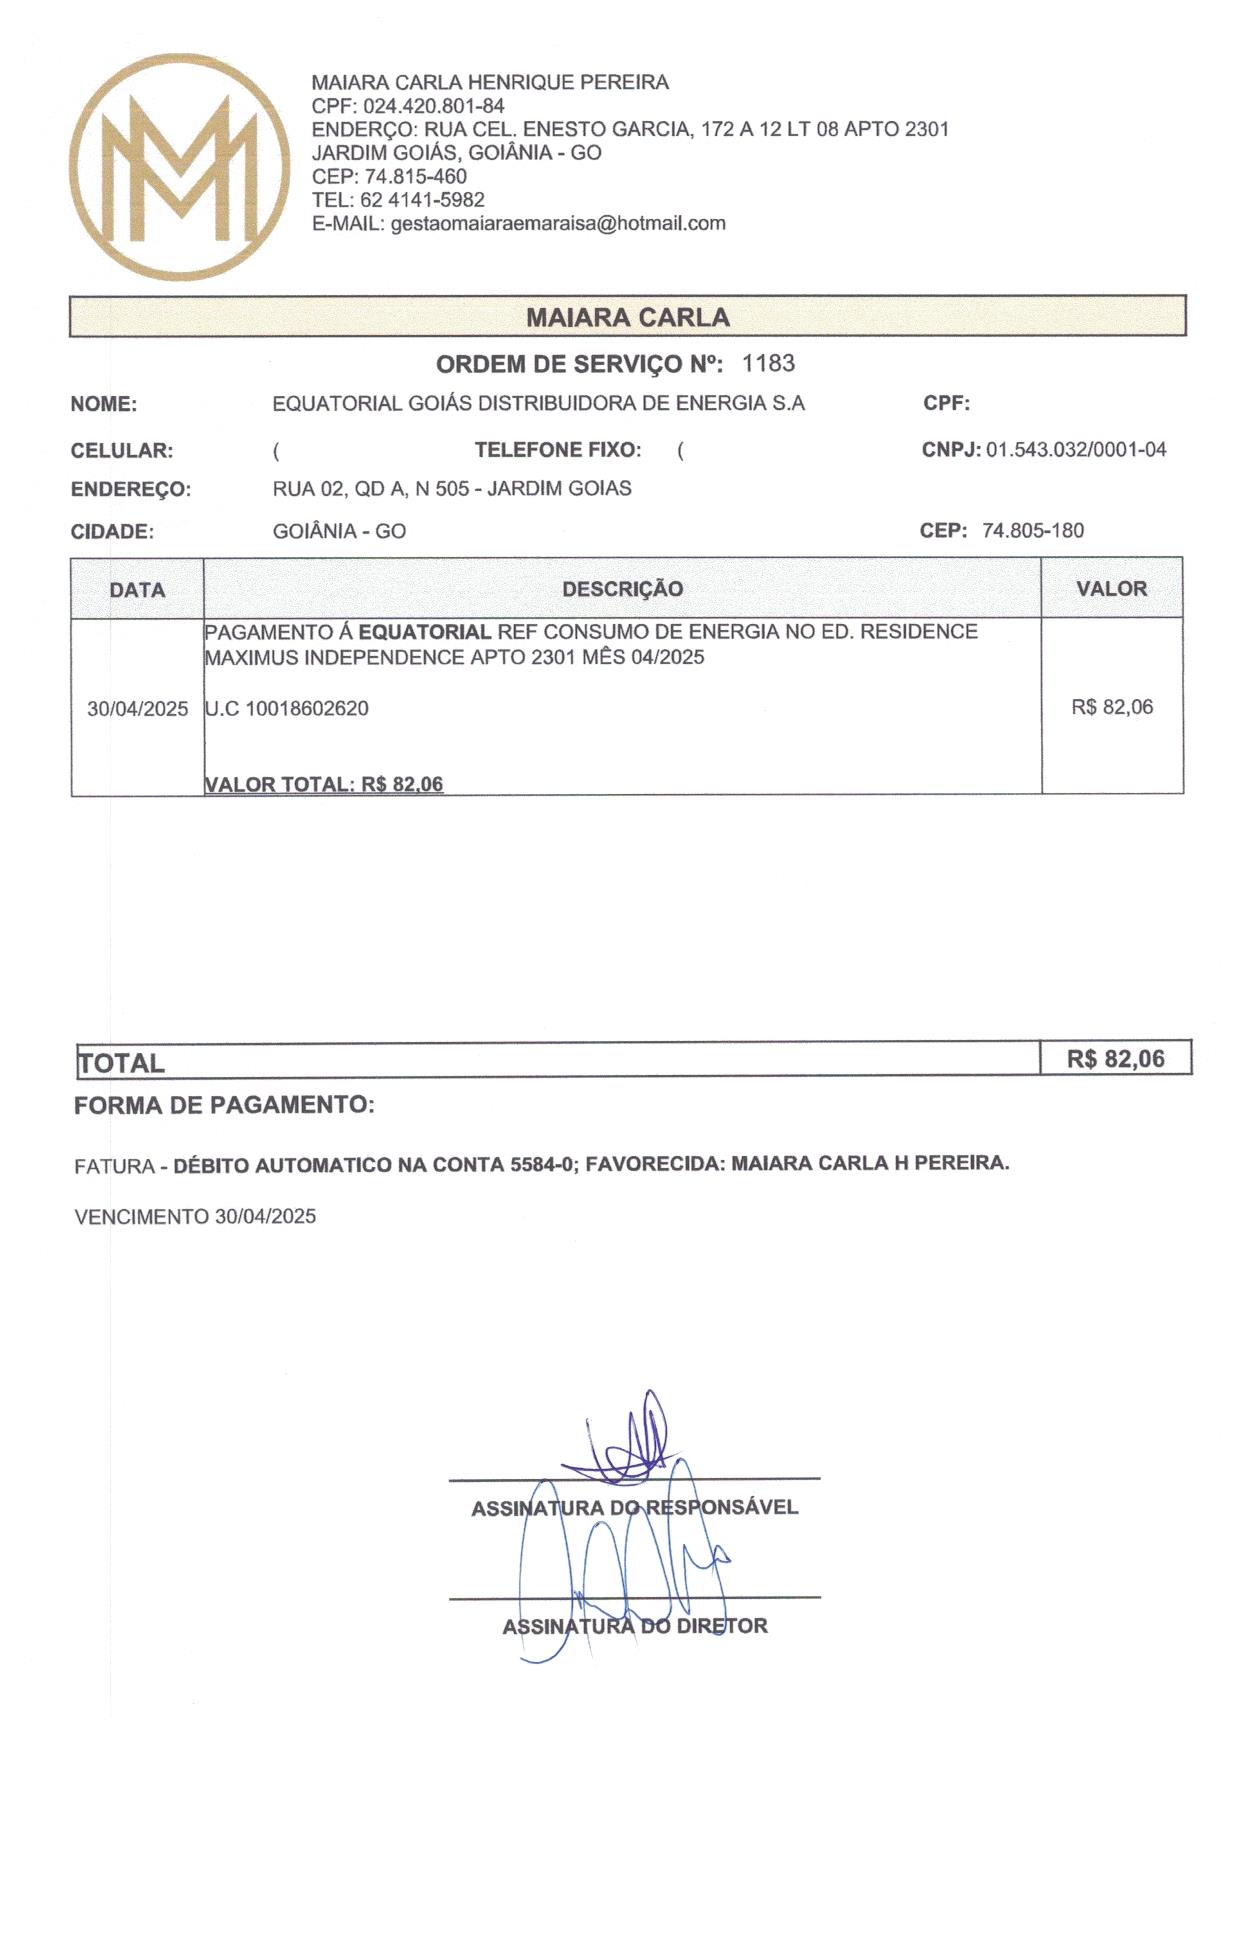 MM
MAIARA CARLA HENRIQUE PEREIRA
CPF: 024.420.801-84
ENDERÇO: RUA CEL. ENESTO GARCIA, 172 A 12 LT 08 APTO 2301
JARDIM GOIÁS, GOIÂNIA - GO
CEP: 74.815-460
TEL: 62 4141-5982
E-MAIL: gestaomaiaraemaraisa@hotmail.com
MAIARA CARLA
ORDEM DE SERVIÇO Nº: 1183
NOME: EQUATORIAL GOIÁS DISTRIBUIDORA DE ENERGIA S.A CPF:
CELULAR: ( TELEFONE FIXO: ( CNPJ: 01.543.032/0001-04
ENDEREÇO: RUA 02, QD A, N 505 - JARDIM GOIAS
CIDADE: GOIÂNIA - GO CEP: 74.805-180
DATA DESCRIÇÃO VALOR
PAGAMENTO Á EQUATORIAL REF CONSUMO DE ENERGIA NO ED. RESIDENCE
MAXIMUS INDEPENDENCE APTO 2301 MÊS 04/2025
30/04/2025 U.C 10018602620 R$ 82,06
VALOR TOTAL: R$ 82,06
TOTAL R$ 82,06
FORMA DE PAGAMENTO:
FATURA - DÉBITO AUTOMATICO NA CONTA 5584-0; FAVORECIDA: MAIARA CARLA H PEREIRA.
VENCIMENTO 30/04/2025
ASSINATURA DO RESPONSÁVEL
ASSINATURA DO DIRETOR